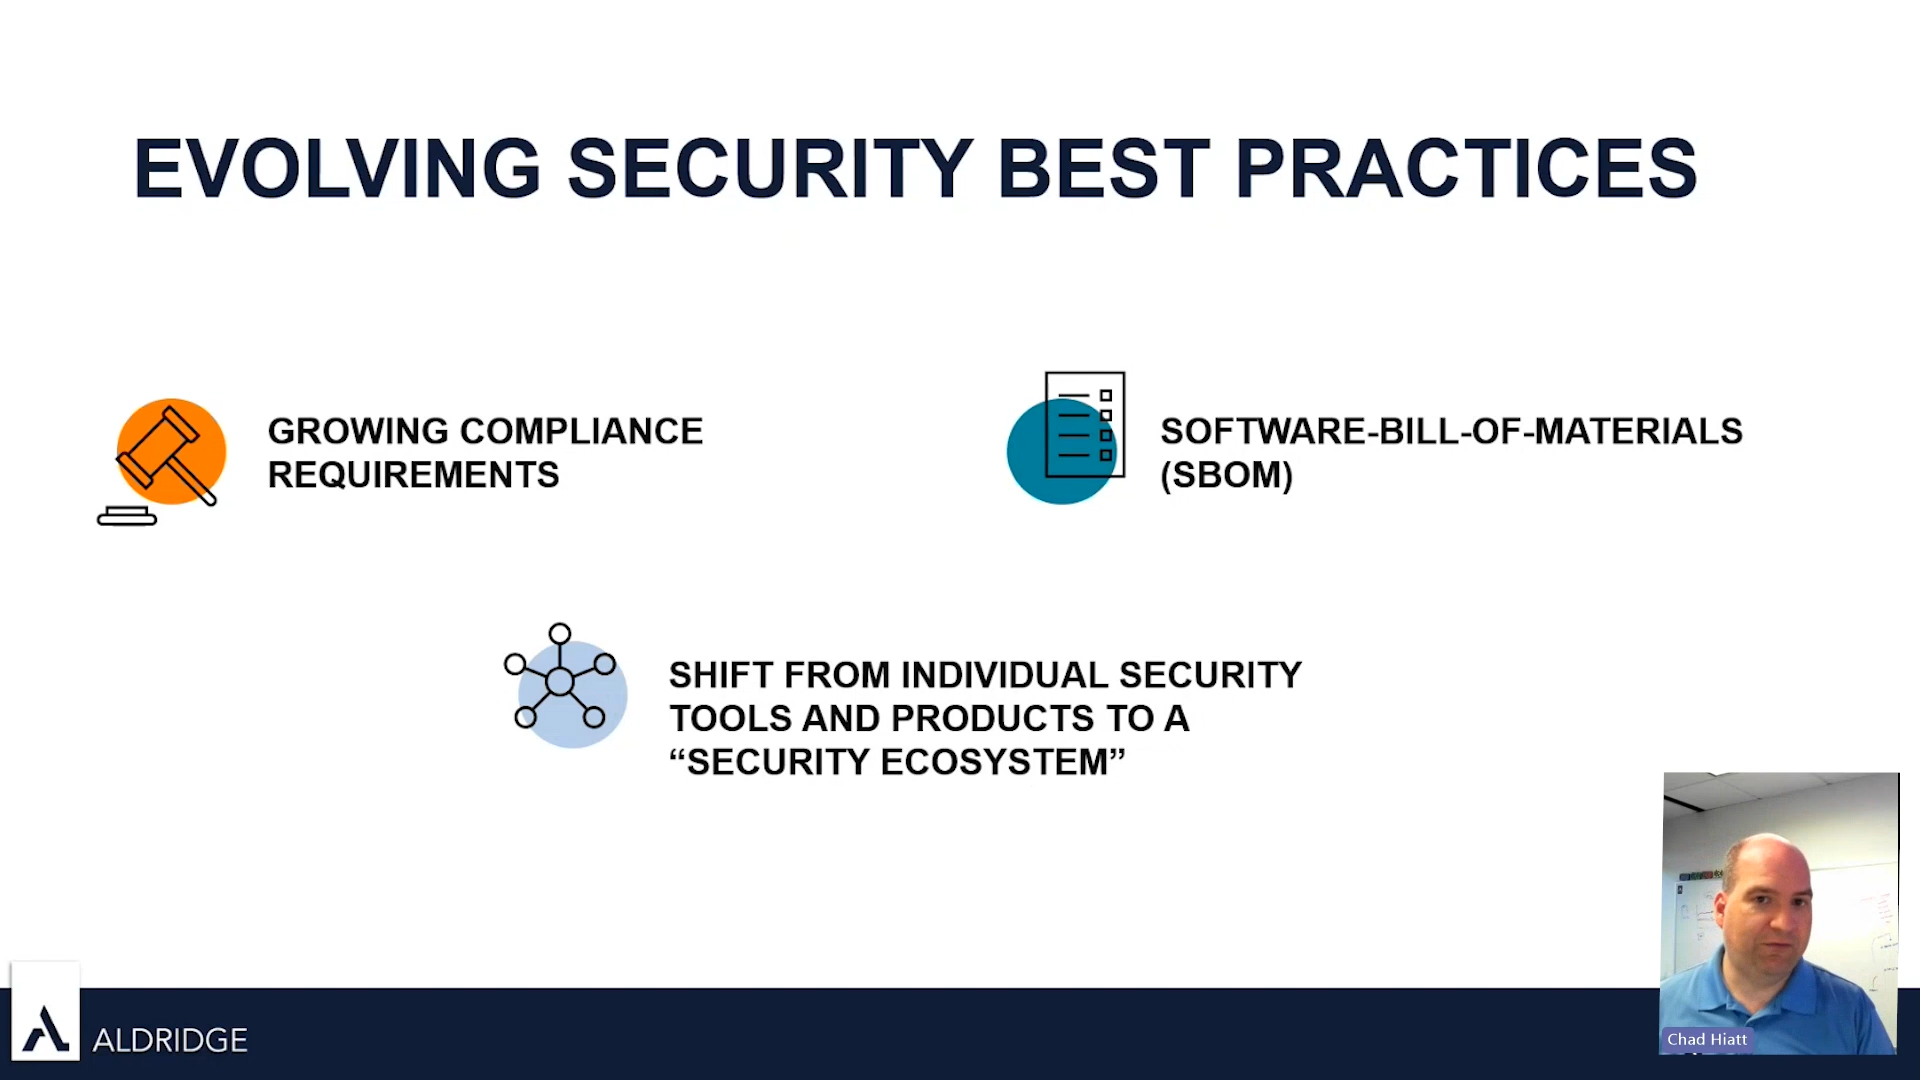 EVOLVING SECURITY BEST PRACTICES
GROWING COMPLIANCE
REQUIREMENTS
SOFTWARE-BILL-OF-MATERIALS
(SBOM)
SHIFT FROM INDIVIDUAL SECURITY
TOOLS AND PRODUCTS TO A
“SECURITY ECOSYSTEM”
ALDRIDGE
Chad Hiatt